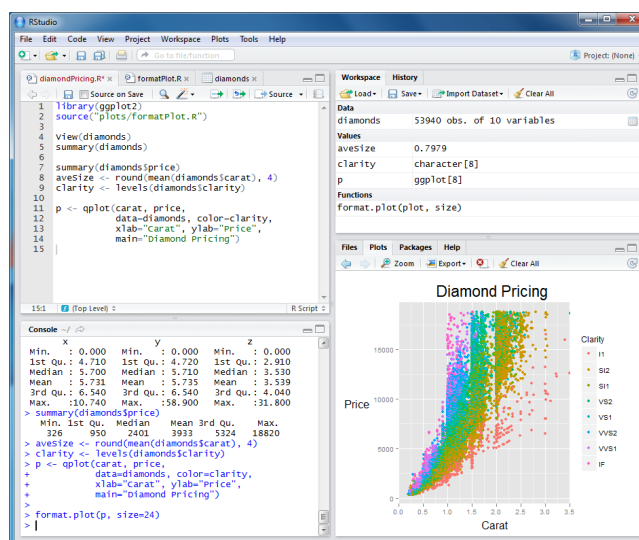 RStudio
File Edit Code View Project Workspace Plots Tools Help
Go to file/function
Project: (None)
diamondPricing.R* × formatPlot.R × diamonds ×
Source on Save Source
1 library(ggplot2)
2 source("plots/formatPlot.R")
3
4 View(diamonds)
5 summary(diamonds)
6
7 summary(diamonds$price)
8 aveSize <- round(mean(diamonds$carat), 4)
9 clarity <- levels(diamonds$clarity)
10
11 p <- qplot(carat, price,
12 data=diamonds, color=clarity,
13 xlab="Carat", ylab="Price",
14 main="Diamond Pricing")
15
15:1 (Top Level) R Script
Console ~/
x y z
Min. : 0.000 Min. : 0.000 Min. : 0.000
1st Qu.: 4.710 1st Qu.: 4.720 1st Qu.: 2.910
Median : 5.700 Median : 5.710 Median : 3.530
Mean : 5.731 Mean : 5.735 Mean : 3.539
3rd Qu.: 6.540 3rd Qu.: 6.540 3rd Qu.: 4.040
Max. :10.740 Max. :58.900 Max. :31.800
> summary(diamonds$price)
Min. 1st Qu. Median Mean 3rd Qu. Max.
326 950 2401 3933 5324 18820
> aveSize <- round(mean(diamonds$carat), 4)
> clarity <- levels(diamonds$clarity)
> p <- qplot(carat, price,
+ data=diamonds, color=clarity,
+ xlab="Carat", ylab="Price",
+ main="Diamond Pricing")
>
> format.plot(p, size=24)
>
Workspace History
Load Save Import Dataset Clear All
Data
diamonds 53940 obs. of 10 variables
Values
aveSize 0.7979
clarity character[8]
p ggplot[8]
Functions
format.plot(plot, size)
Files Plots Packages Help
Zoom Export Clear All
Diamond Pricing
Price
15000
10000
5000
0
0.0 0.5 1.0 1.5 2.0 2.5 3.0 3.5
Carat
Clarity
I1
SI2
SI1
VS2
VS1
VVS2
VVS1
IF